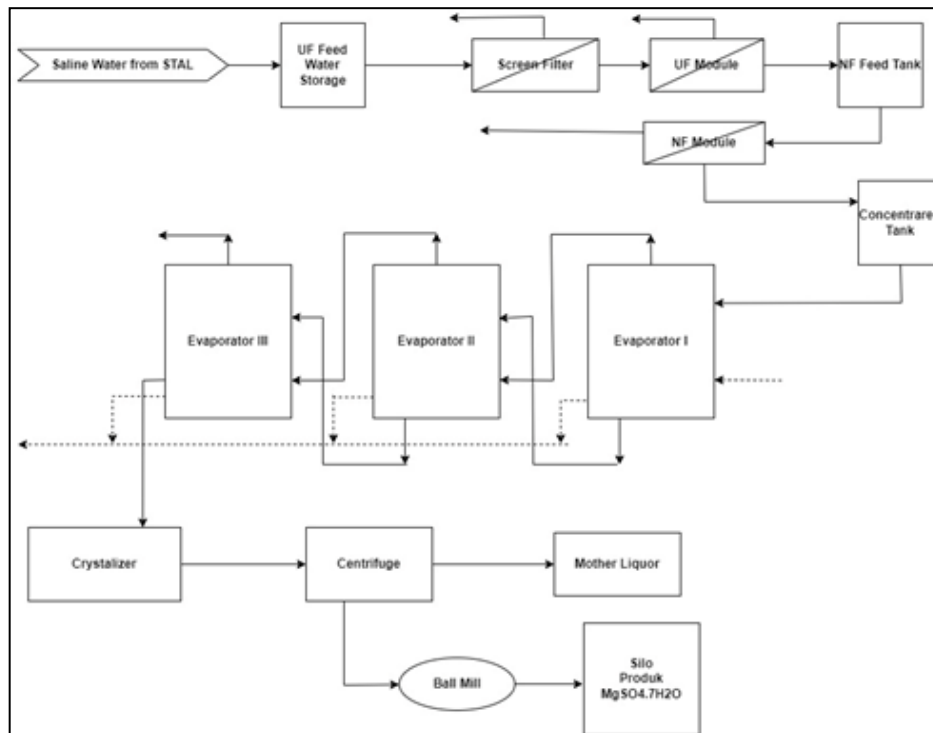 Saline Water from STAL
UF Feed
Water
Storage
Screen Filter
UF Module
NF Feed Tank
NF Module
Concentrare
Tank
Evaporator III
Evaporator II
Evaporator I
Crystalizer
Centrifuge
Mother Liquor
Ball Mill
Silo
Produk
MgSO4.7H2O